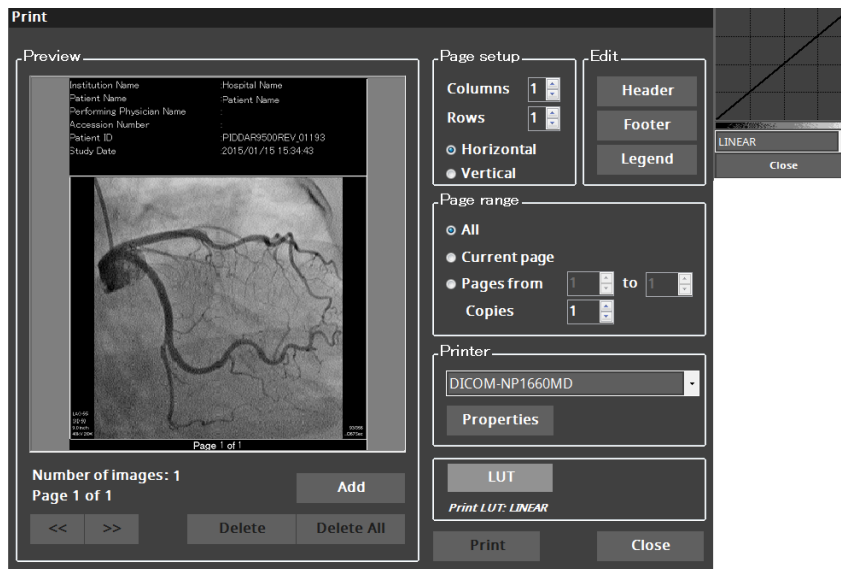 Print
Preview
Institution Name :Hospital Name
Patient Name :Patient Name
Performing Physician Name :
Accession Number :
Patient ID :PIDDAR9500REV_01193
Study Date :2015/01/15 15:34:43
Page 1 of 1
Number of images: 1
Page 1 of 1
Add
<< >> Delete Delete All
Page setup
Columns 1
Rows 1
Horizontal
Vertical
Edit
Header
Footer
Legend
Page range
All
Current page
Pages from 1 to 1
Copies 1
Printer
DICOM-NP1660MD
Properties
LUT
Print LUT: LINEAR
Print Close
LINEAR
Close